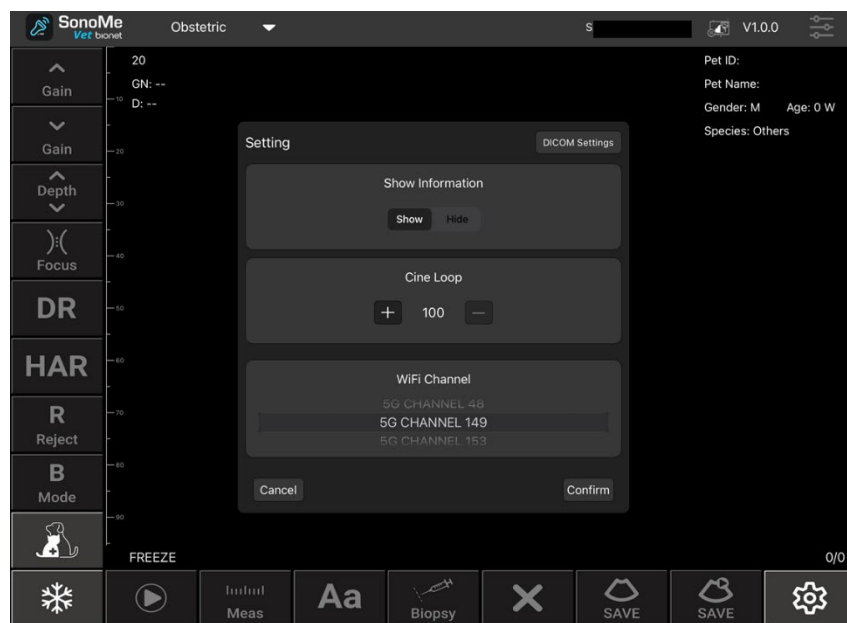 SonoMe
Vet bionet
Obstetric
S
V1.0.0
Gain
Gain
Depth
Focus
DR
HAR
R
Reject
B
Mode
20
GN: --
D: --
10
20
30
40
50
60
70
80
90
Pet ID:
Pet Name:
Gender: M Age: 0 W
Species: Others
Setting
DICOM Settings
Show Information
Show Hide
Cine Loop
+ 100 −
WiFi Channel
5G CHANNEL 48
5G CHANNEL 149
5G CHANNEL 153
Cancel
Confirm
FREEZE
0/0
Meas
Aa
Biopsy
SAVE
SAVE